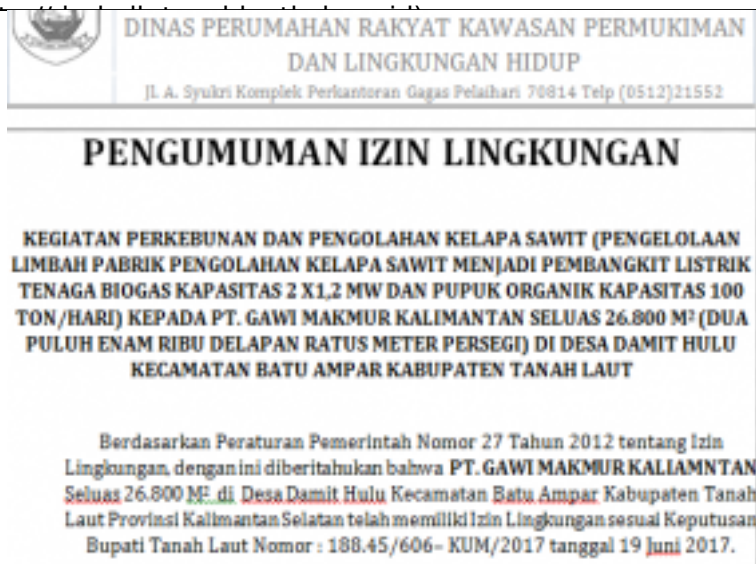 DINAS PERUMAHAN RAKYAT KAWASAN PERMUKIMAN
DAN LINGKUNGAN HIDUP
Jl. A. Syukri Komplek Perkantoran Gagas Pelaihari 70814 Telp (0512)21552
PENGUMUMAN IZIN LINGKUNGAN
KEGIATAN PERKEBUNAN DAN PENGOLAHAN KELAPA SAWIT (PENGELOLAAN
LIMBAH PABRIK PENGOLAHAN KELAPA SAWIT MENJADI PEMBANGKIT LISTRIK
TENAGA BIOGAS KAPASITAS 2 X1,2 MW DAN PUPUK ORGANIK KAPASITAS 100
TON/HARI) KEPADA PT. GAWI MAKMUR KALIMANTAN SELUAS 26.800 M² (DUA
PULUH ENAM RIBU DELAPAN RATUS METER PERSEGI) DI DESA DAMIT HULU
KECAMATAN BATU AMPAR KABUPATEN TANAH LAUT
Berdasarkan Peraturan Pemerintah Nomor 27 Tahun 2012 tentang Izin
Lingkungan, dengan ini diberitahukan bahwa PT. GAWI MAKMUR KALIAMNTAN
Seluas 26.800 M² di Desa Damit Hulu Kecamatan Batu Ampar Kabupaten Tanah
Laut Provinsi Kalimantan Selatan telah memiliki Izin Lingkungan sesuai Keputusan
Bupati Tanah Laut Nomor : 188.45/606– KUM/2017 tanggal 19 Juni 2017.